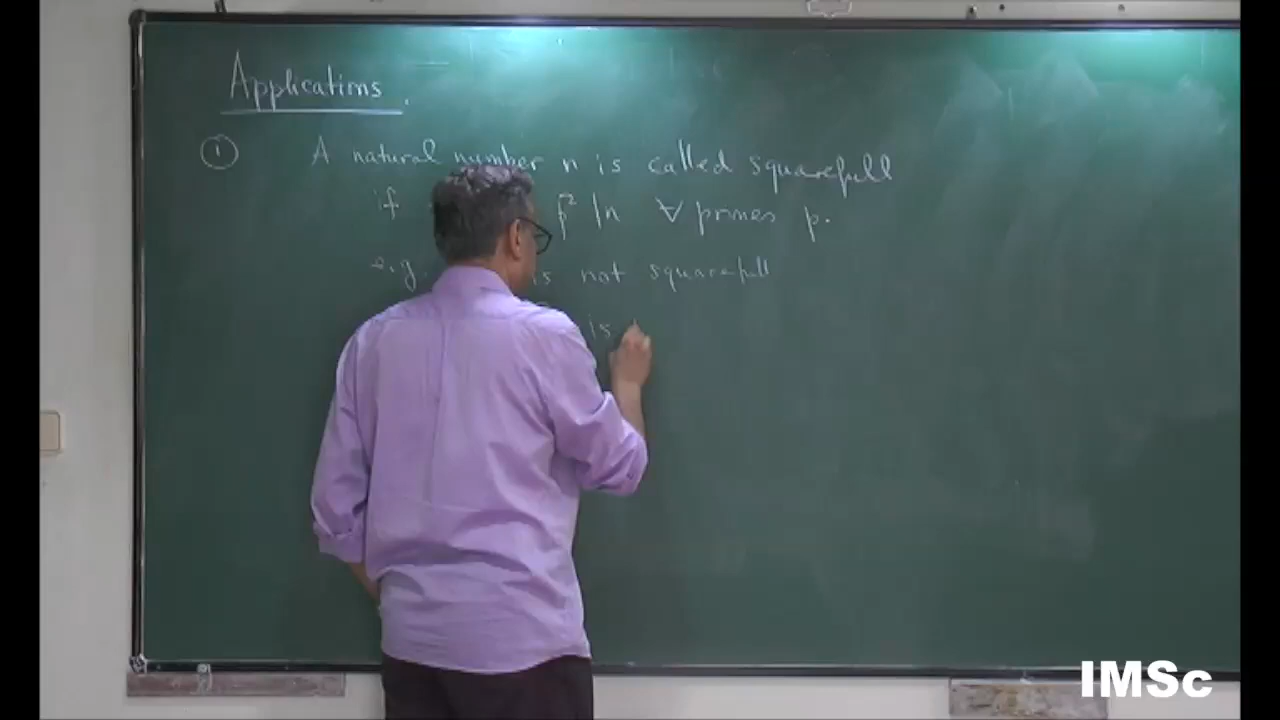 Applications.
① A natural number n is called squarefull
if p² | n ∀ primes p.
e.g. is not squarefull
is
IMSc